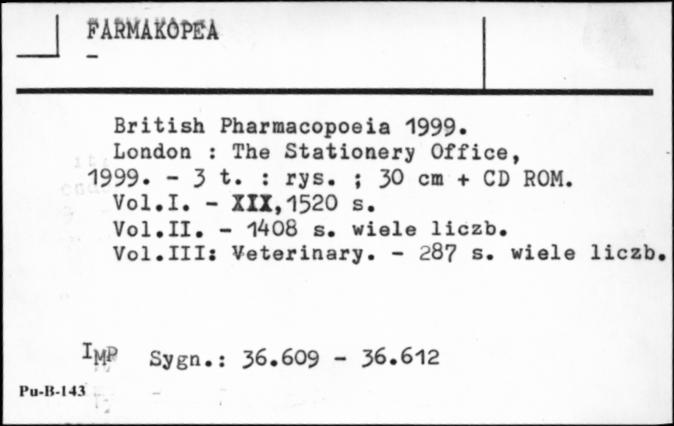 FARMAKOPEA
British Pharmacopoeia 1999.
London : The Stationery Office,
1999. - 3 t. : rys. ; 30 cm + CD ROM.
Vol.I. - XIX,1520 s.
Vol.II. - 1408 s. wiele liczb.
Vol.III: Veterinary. - 287 s. wiele liczb.
IMP Sygn.: 36.609 - 36.612
Pu-B-143